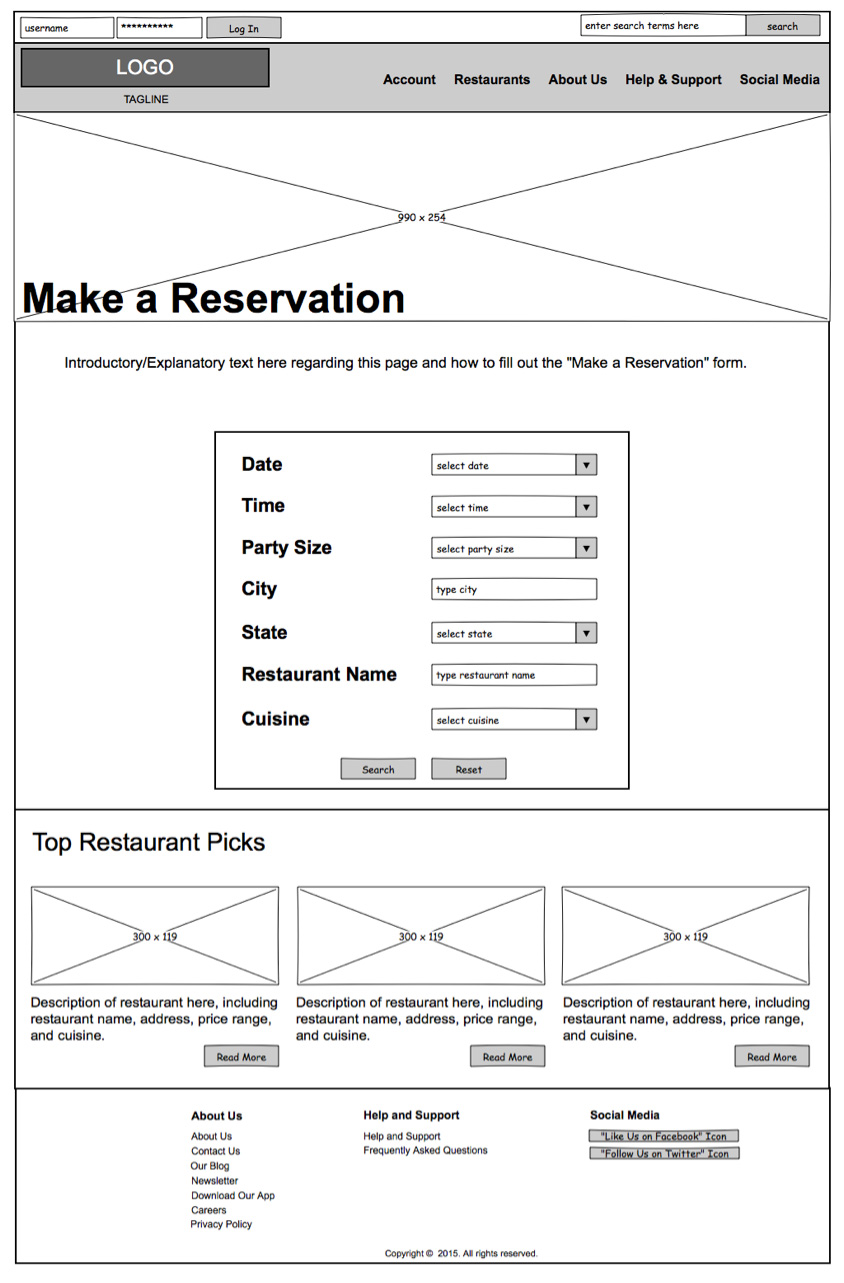 username ********** Log In enter search terms here search
LOGO
TAGLINE
Account Restaurants About Us Help & Support Social Media
990 x 254
Make a Reservation
Introductory/Explanatory text here regarding this page and how to fill out the "Make a Reservation" form.
Date select date ▼
Time select time ▼
Party Size select party size ▼
City type city
State select state ▼
Restaurant Name type restaurant name
Cuisine select cuisine ▼
Search Reset
Top Restaurant Picks
300 x 119
Description of restaurant here, including
restaurant name, address, price range,
and cuisine.
Read More
300 x 119
Description of restaurant here, including
restaurant name, address, price range,
and cuisine.
Read More
300 x 119
Description of restaurant here, including
restaurant name, address, price range,
and cuisine.
Read More
About Us
About Us
Contact Us
Our Blog
Newsletter
Download Our App
Careers
Privacy Policy
Help and Support
Help and Support
Frequently Asked Questions
Social Media
"Like Us on Facebook" Icon
"Follow Us on Twitter" Icon
Copyright © 2015. All rights reserved.